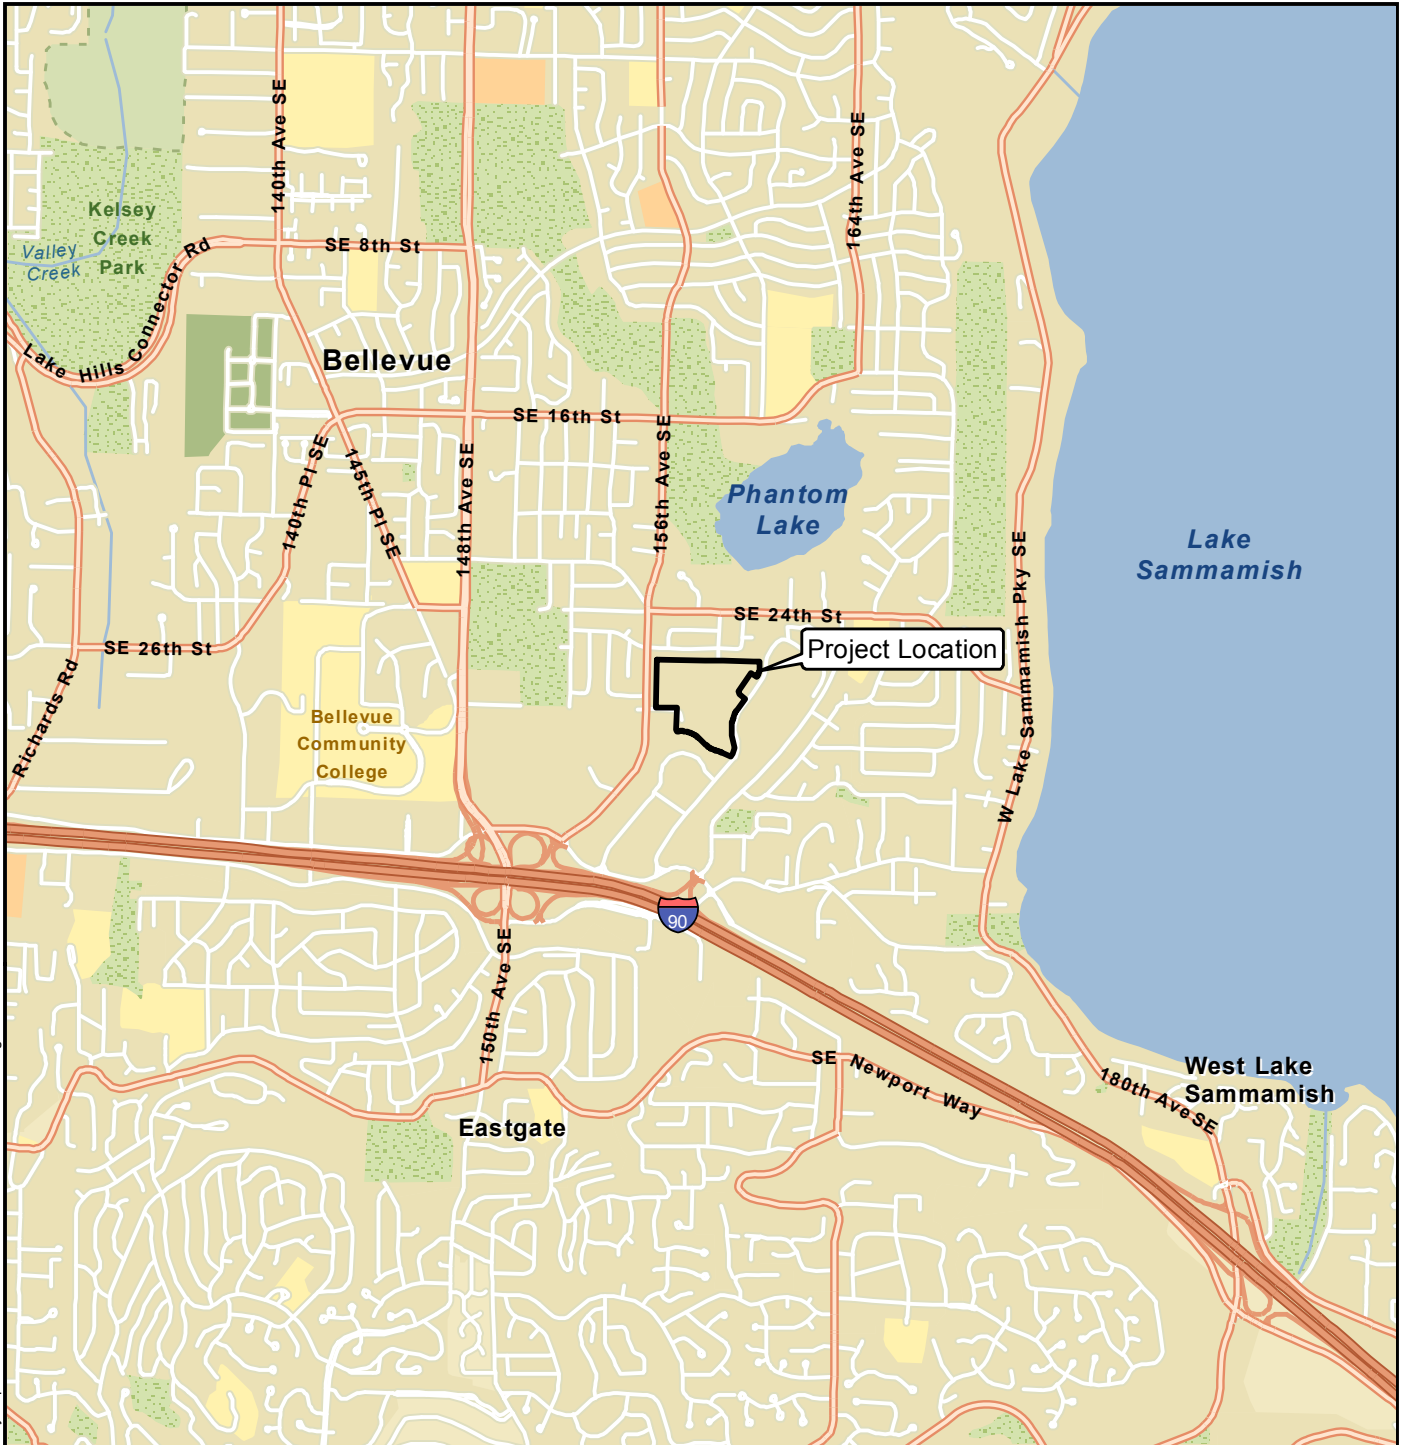 140th Ave SE
164th Ave SE
Kelsey
Creek
Park
Valley
Creek
Lake Hills Connector Rd
SE 8th St
Bellevue
SE 16th St
140th Pl SE
145th Pl SE
148th Ave SE
156th Ave SE
Phantom
Lake
Lake
Sammamish
W Lake Sammamish Pky SE
SE 24th St
Project Location
SE 26th St
Richards Rd
Bellevue
Community
College
90
150th Ave SE
SE Newport Way
180th Ave SE
West Lake
Sammamish
Eastgate